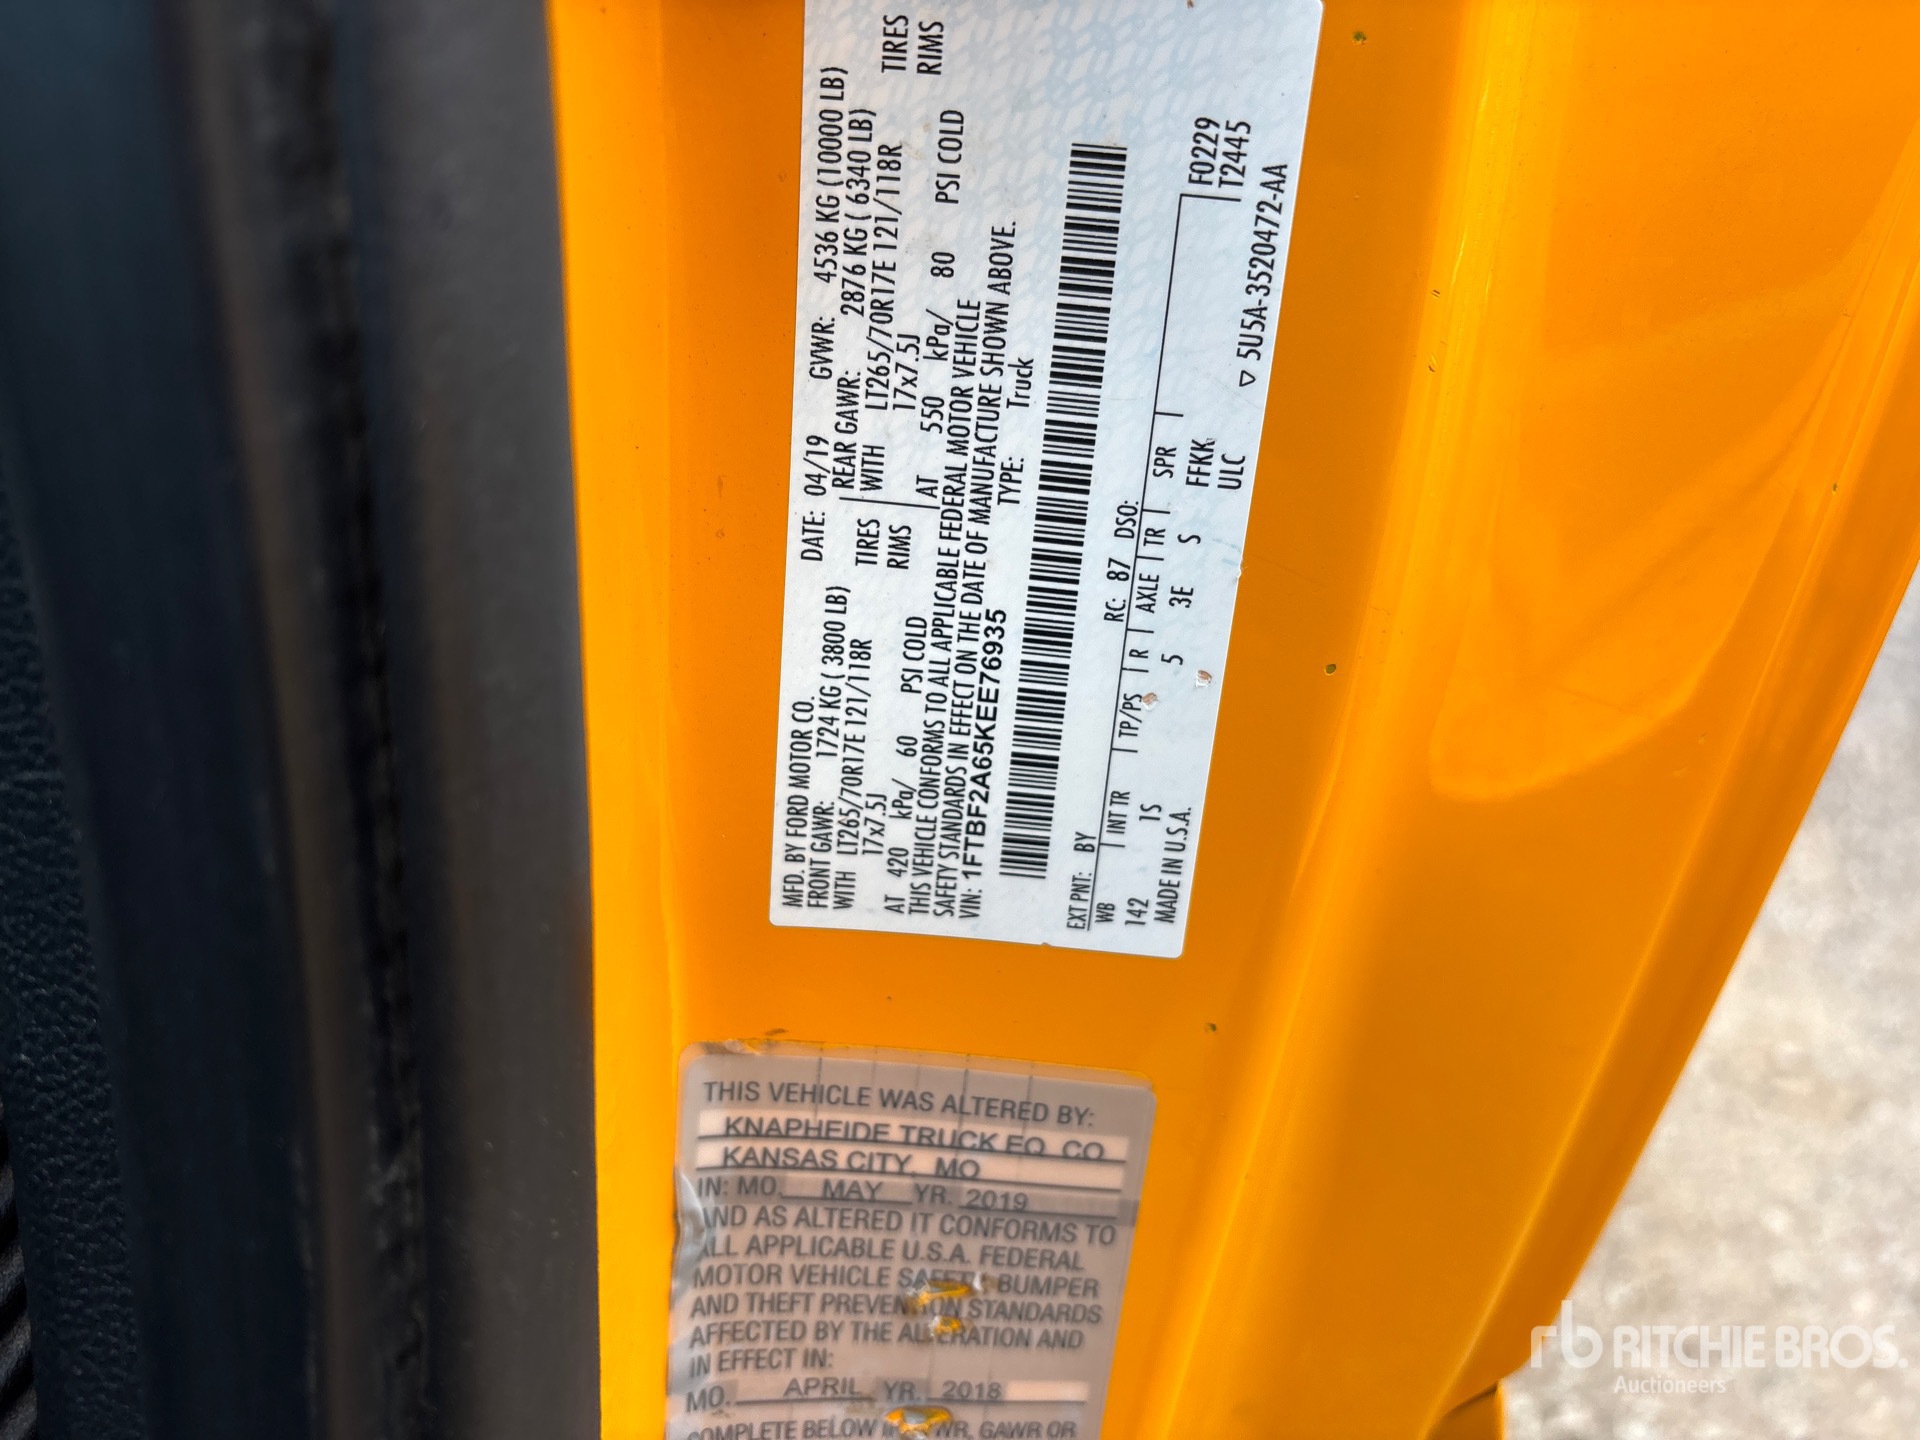 MFD. BY FORD MOTOR CO.
DATE: 04/19 GVWR: 4536 KG (10000 LB)
FRONT GAWR: 1724 KG ( 3800 LB) REAR GAWR: 2876 KG ( 6340 LB)
WITH LT265/70R17E 121/118R TIRES WITH LT265/70R17E 121/118R TIRES
17x7.5J RIMS 17x7.5J RIMS
AT 420 kPa/ 60 PSI COLD AT 550 kPa/ 80 PSI COLD
THIS VEHICLE CONFORMS TO ALL APPLICABLE FEDERAL MOTOR VEHICLE
SAFETY STANDARDS IN EFFECT ON THE DATE OF MANUFACTURE SHOWN ABOVE.
VIN: 1FTBF2A65KEE76935 TYPE: Truck
EXT PNT: BY RC: 87 DSO:
WB INT TR TP/PS R AXLE TR SPR F0229
142 1S 5 3E S FFKK T2445
MADE IN U.S.A. ULC
▽ 5U5A-3520472-AA
THIS VEHICLE WAS ALTERED BY:
KNAPHEIDE TRUCK EQ. CO
KANSAS CITY, MO
IN: MO. MAY YR. 2019
AND AS ALTERED IT CONFORMS TO
ALL APPLICABLE U.S.A. FEDERAL
MOTOR VEHICLE SAFETY BUMPER
AND THEFT PREVENTION STANDARDS
AFFECTED BY THE ALTERATION AND
IN EFFECT IN:
MO. APRIL YR. 2018
COMPLETE BELOW GAWR OR
rb RITCHIE BROS.
Auctioneers